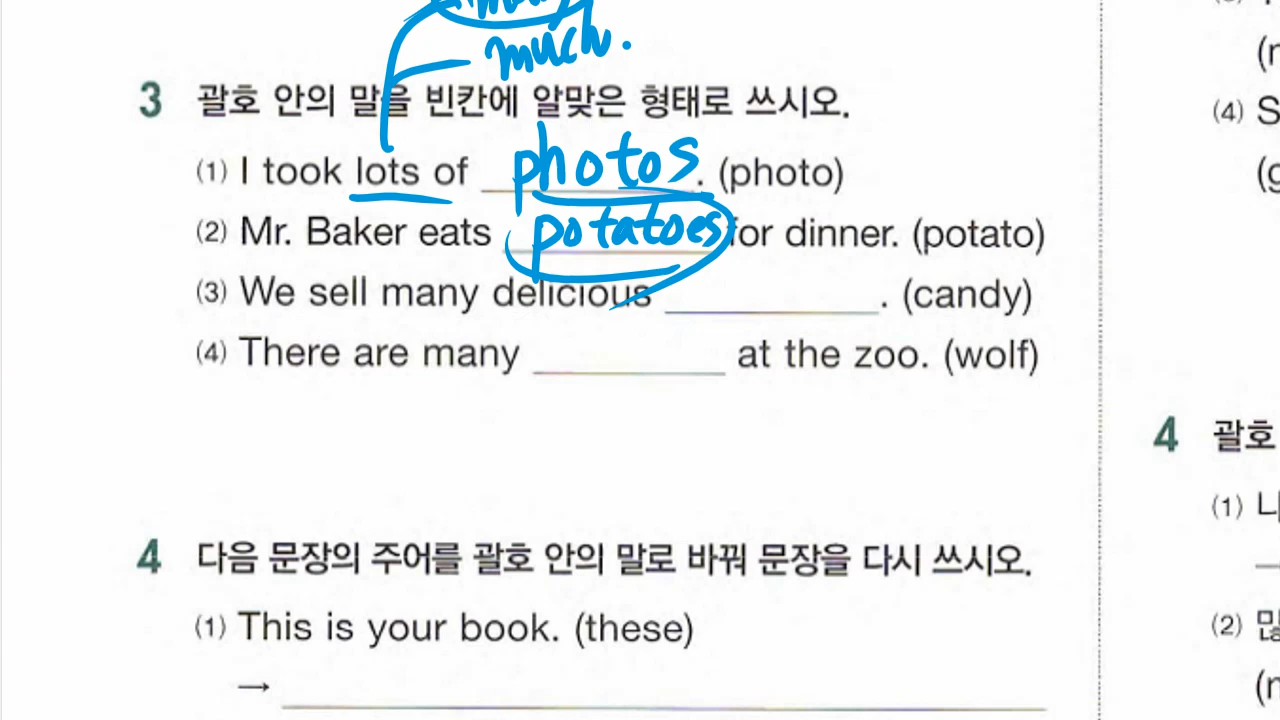 much.
3 괄호 안의 말을 빈칸에 알맞은 형태로 쓰시오.
(1) I took lots of photos. (photo)
(2) Mr. Baker eats potatoes for dinner. (potato)
(3) We sell many delicious ________. (candy)
(4) There are many ________ at the zoo. (wolf)
4 다음 문장의 주어를 괄호 안의 말로 바꿔 문장을 다시 쓰시오.
(1) This is your book. (these)
→
(4) S
4 괄호
(1)
(2)